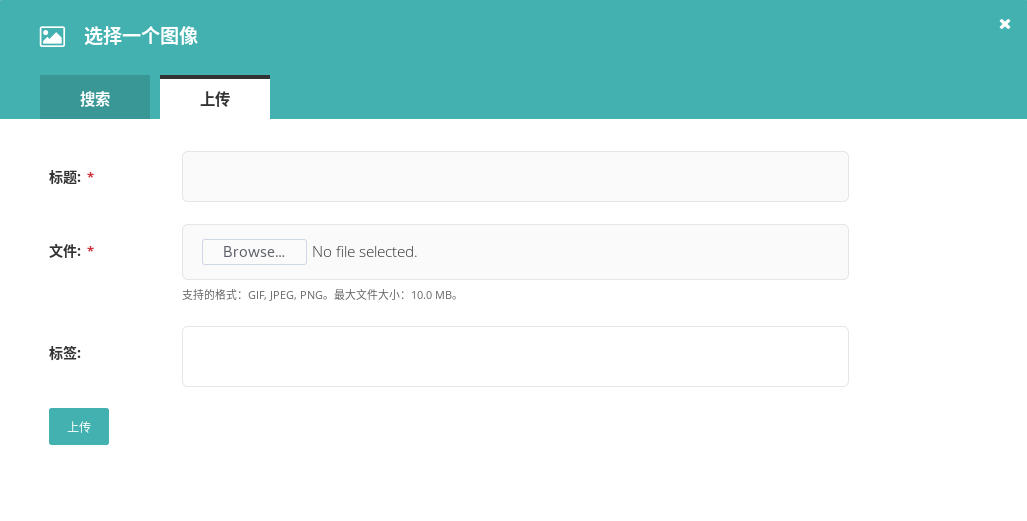 选择一个图像
搜索
上传
标题: *
文件: *
Browse... No file selected.
支持的格式：GIF, JPEG, PNG。最大文件大小：10.0 MB。
标签:
上传